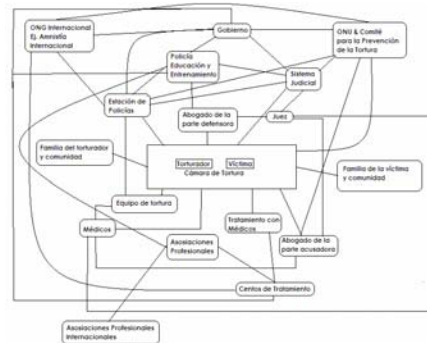 ONG Internacional
Ej. Amnistía
Internacional
Gobierno
ONU & Comité
para la Prevención
de la Tortura
Policía
Educación y
Entrenamiento
Sistema
Judicial
Estación de
Policías
Abogado de la
parte defensora
Juez
Familia del torturador
y comunidad
Torturador
Víctima
Cámara de Tortura
Familia de la víctima
y comunidad
Equipo de tortura
Tratamiento con
Médicos
Médicos
Asosiaciones
Profesionales
Abogado de la
parte acusadora
Centos de Tratamiento
Asosiaciones Profesionales
Internacionales